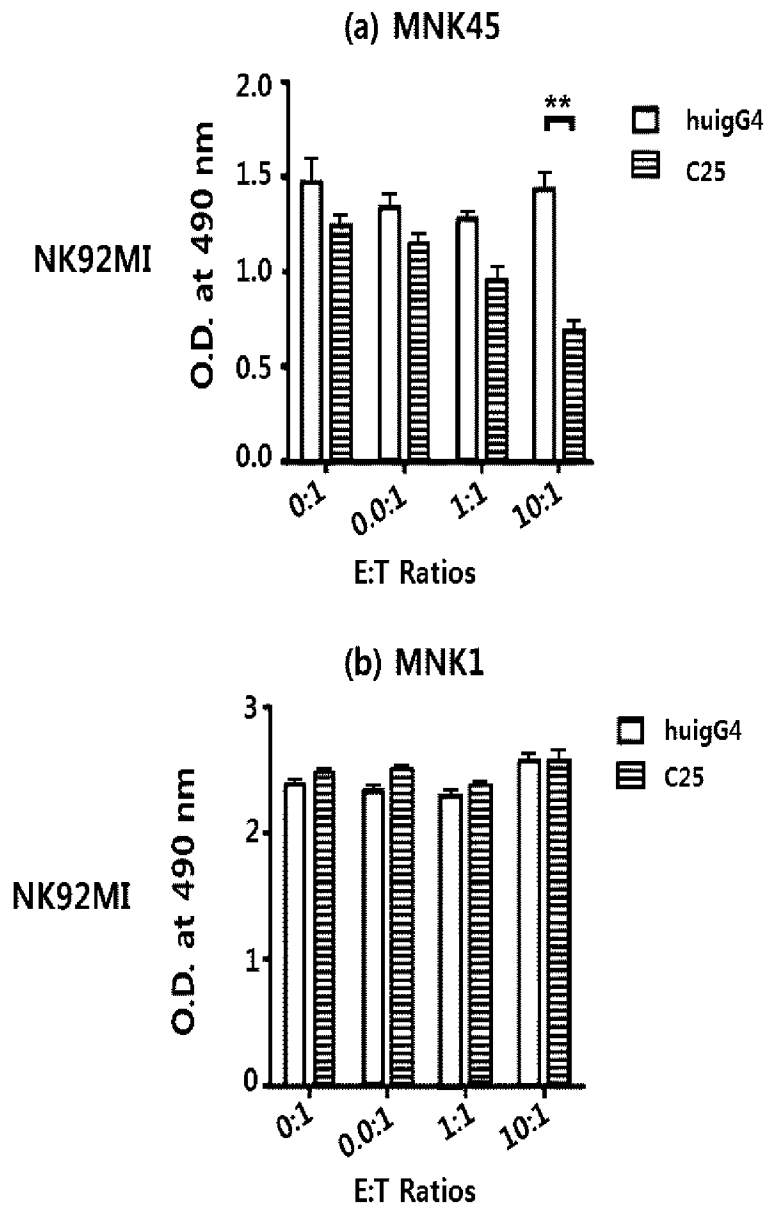 (a) MNK45
NK92MI
O.D. at 490 nm
2.0
1.5
1.0
0.5
0.0
**
huigG4
C25
0:1
0.0:1
1:1
10:1
E:T Ratios
(b) MNK1
NK92MI
O.D. at 490 nm
3
2
1
0
huigG4
C25
0:1
0.0:1
1:1
10:1
E:T Ratios